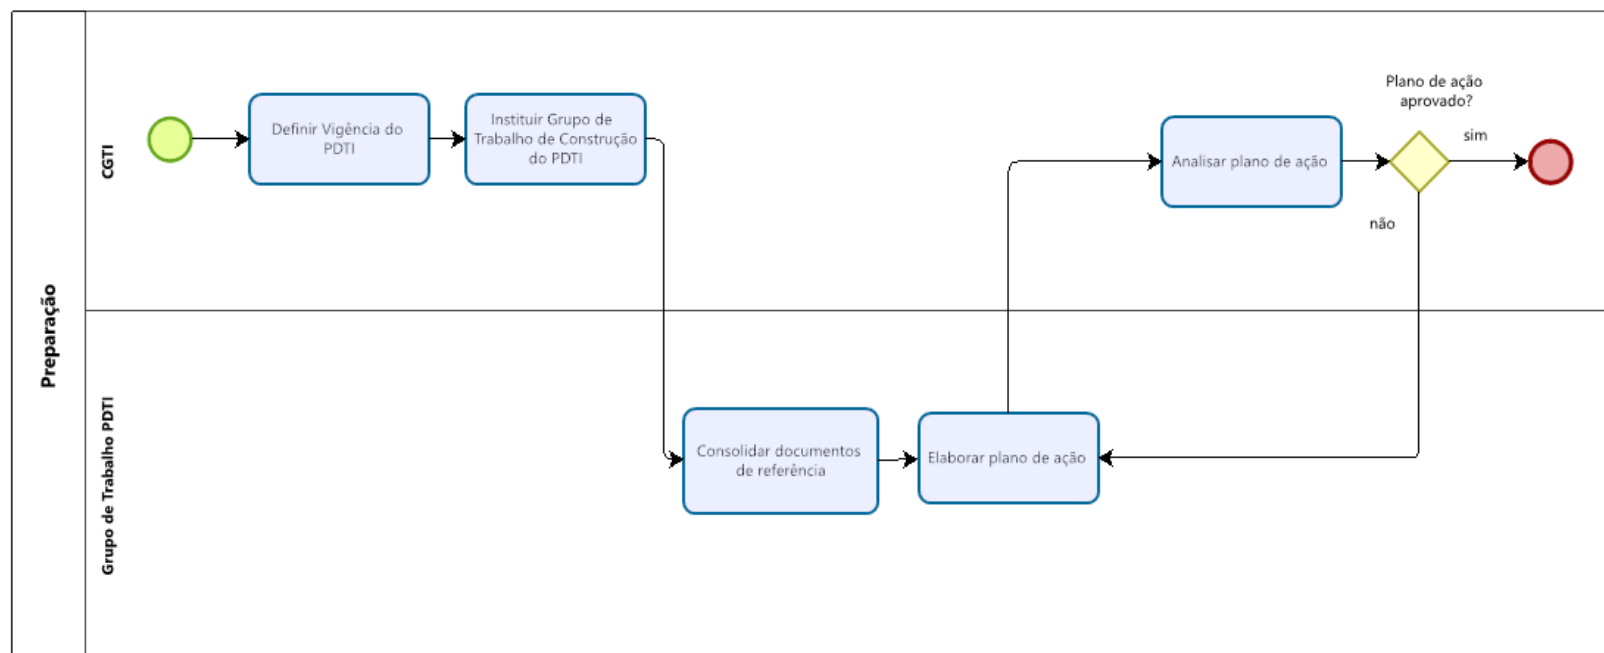 Preparação
CGTI
Definir Vigência do
PDTI
Instituir Grupo de
Trabalho de Construção
do PDTI
Analisar plano de ação
Plano de ação
aprovado?
sim
não
Grupo de Trabalho PDTI
Consolidar documentos
de referência
Elaborar plano de ação